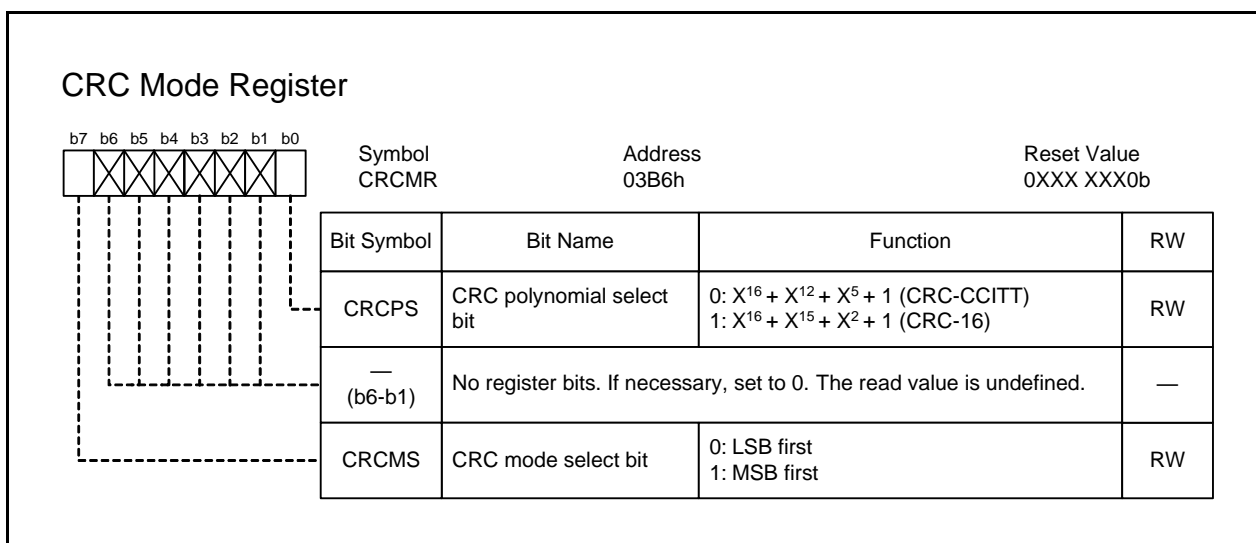 CRC Mode Register
b7 b6 b5 b4 b3 b2 b1 b0
Symbol Address Reset Value
CRCMR 03B6h 0XXX XXX0b
Bit Symbol Bit Name Function RW
CRCPS CRC polynomial select bit 0: X¹⁶ + X¹² + X⁵ + 1 (CRC-CCITT) RW
1: X¹⁶ + X¹⁵ + X² + 1 (CRC-16)
—
(b6-b1) No register bits. If necessary, set to 0. The read value is undefined. —
CRCMS CRC mode select bit 0: LSB first RW
1: MSB first